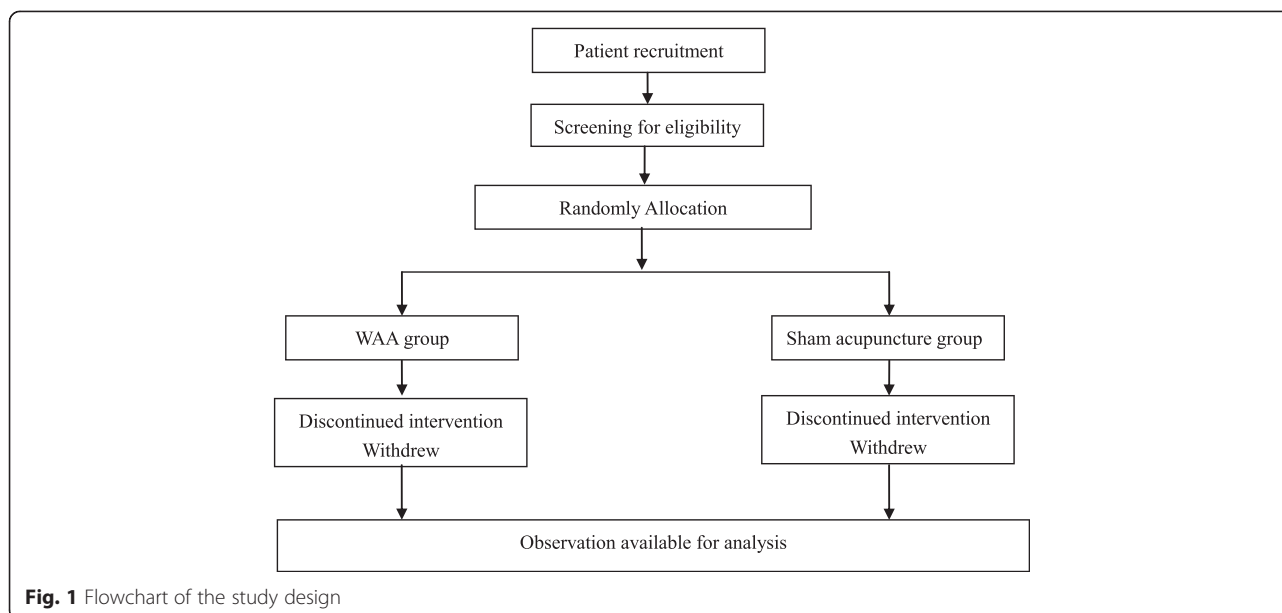 Patient recruitment
Screening for eligibility
Randomly Allocation
WAA group
Sham acupuncture group
Discontinued intervention
Withdrew
Discontinued intervention
Withdrew
Observation available for analysis
Fig. 1 Flowchart of the study design